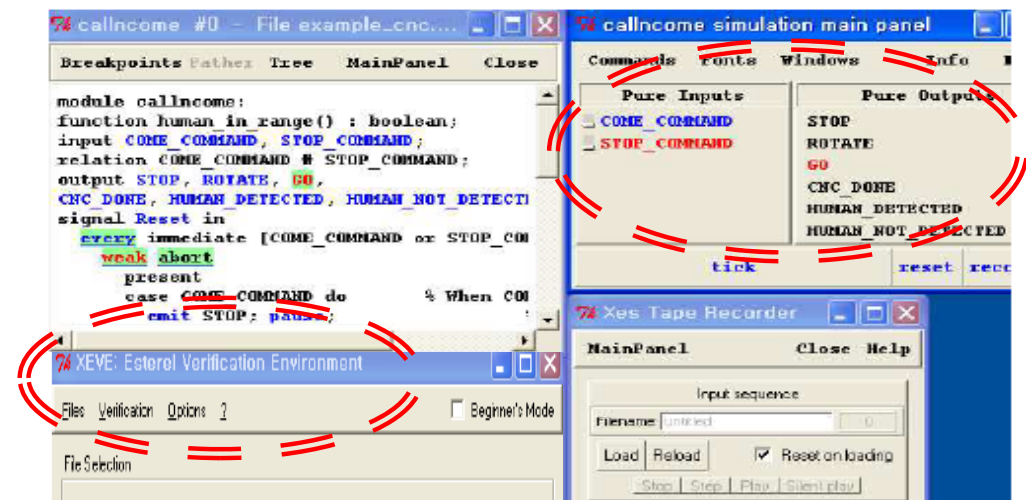 callncome #0 - File example_cnc....
Breakpoints Father Tree MainPanel Close
module callncome:
function human_in_range() : boolean;
input COME_COMMAND, STOP_COMMAND;
relation COME_COMMAND # STOP_COMMAND;
output STOP, ROTATE, GO,
CNC_DONE, HUMAN_DETECTED, HUMAN_NOT_DETECT
signal Reset in
every immediate [COME_COMMAND or STOP_COM
weak abort
present
case COME_COMMAND do % When COM
emit STOP; pause;
XEVE: Esterel Verification Environment
Files Verification Options ?
Beginner's Mode
File Selection
callncome simulation main panel
Commands Fonts Windows Info
Pure Inputs
COME_COMMAND
STOP_COMMAND
Pure Outp
STOP
ROTATE
GO
CNC_DONE
HUMAN_DETECTED
HUMAN_NOT_DETECTED
tick reset reco
Xes Tape Recorder
MainPanel Close Help
Input sequence
Filename untitled 0
Load Reload Reset on loading
Stop Step Play Silent play